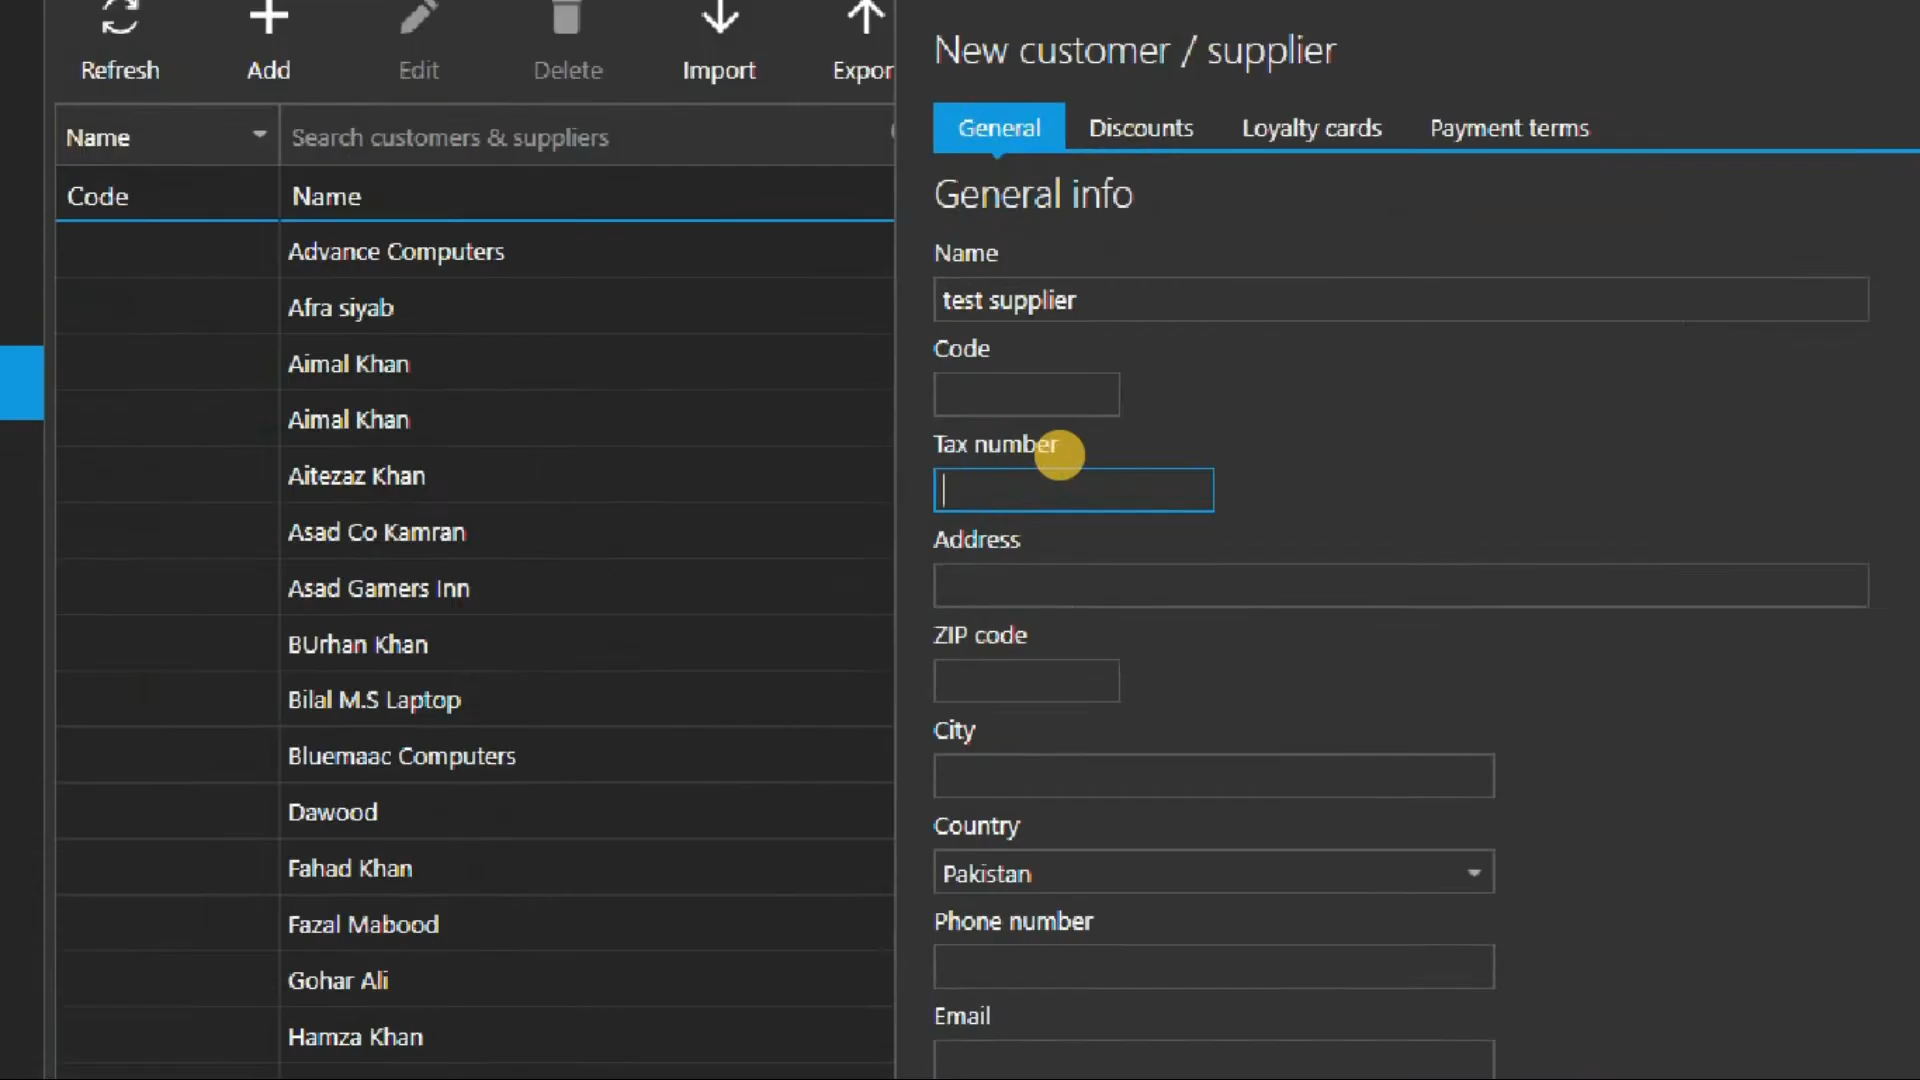 Refresh
Add
Edit
Delete
Import
Expor
Name
Search customers & suppliers
Code
Name
Advance Computers
Afra siyab
Aimal Khan
Aimal Khan
Aitezaz Khan
Asad Co Kamran
Asad Gamers Inn
BUrhan Khan
Bilal M.S Laptop
Bluemaac Computers
Dawood
Fahad Khan
Fazal Mabood
Gohar Ali
Hamza Khan
New customer / supplier
General
Discounts
Loyalty cards
Payment terms
General info
Name
test supplier
Code
Tax number
Address
ZIP code
City
Country
Pakistan
Phone number
Email